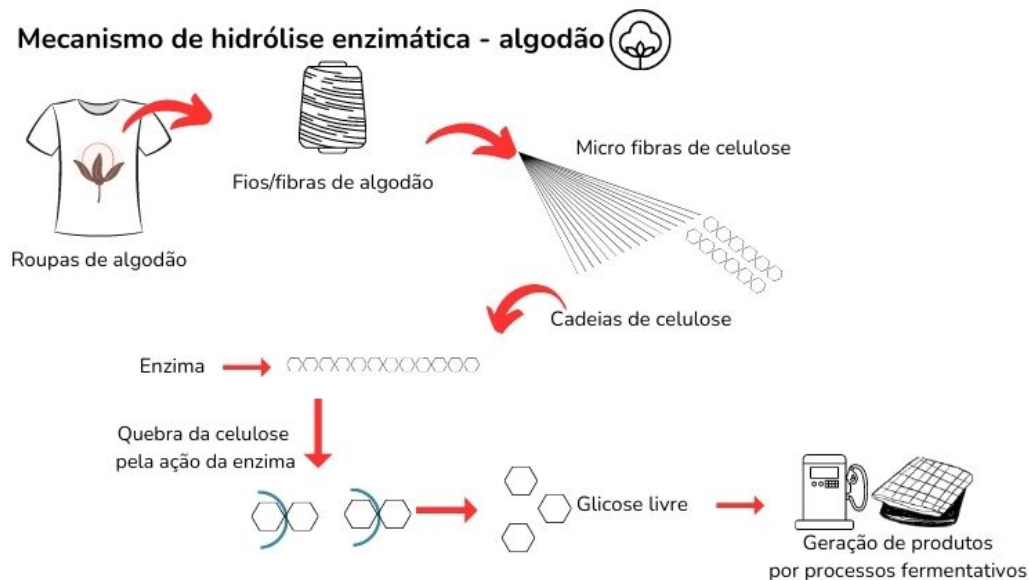 Mecanismo de hidrólise enzimática - algodão
Roupas de algodão
Fios/fibras de algodão
Micro fibras de celulose
Cadeias de celulose
Enzima
Quebra da celulose
pela ação da enzima
Glicose livre
Geração de produtos
por processos fermentativos